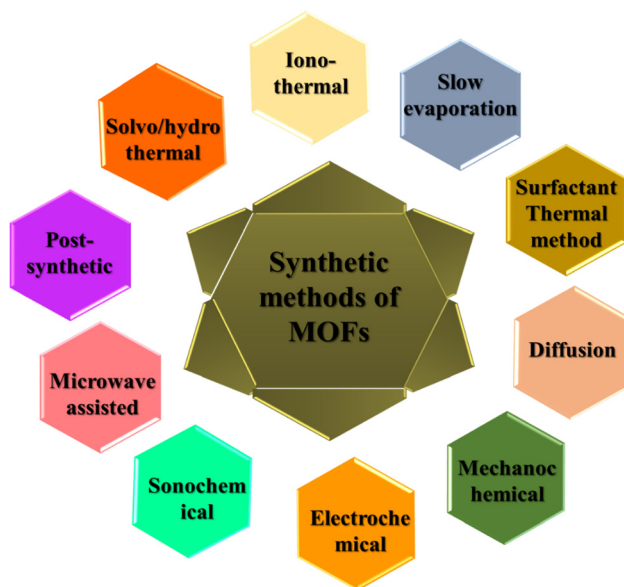 Iono-
thermal
Slow
evaporation
Solvo/hydro
thermal
Surfactant
Thermal
method
Post-
synthetic
Synthetic
methods of
MOFs
Diffusion
Microwave
assisted
Mechanoc
hemical
Sonochem
ical
Electroche
mical